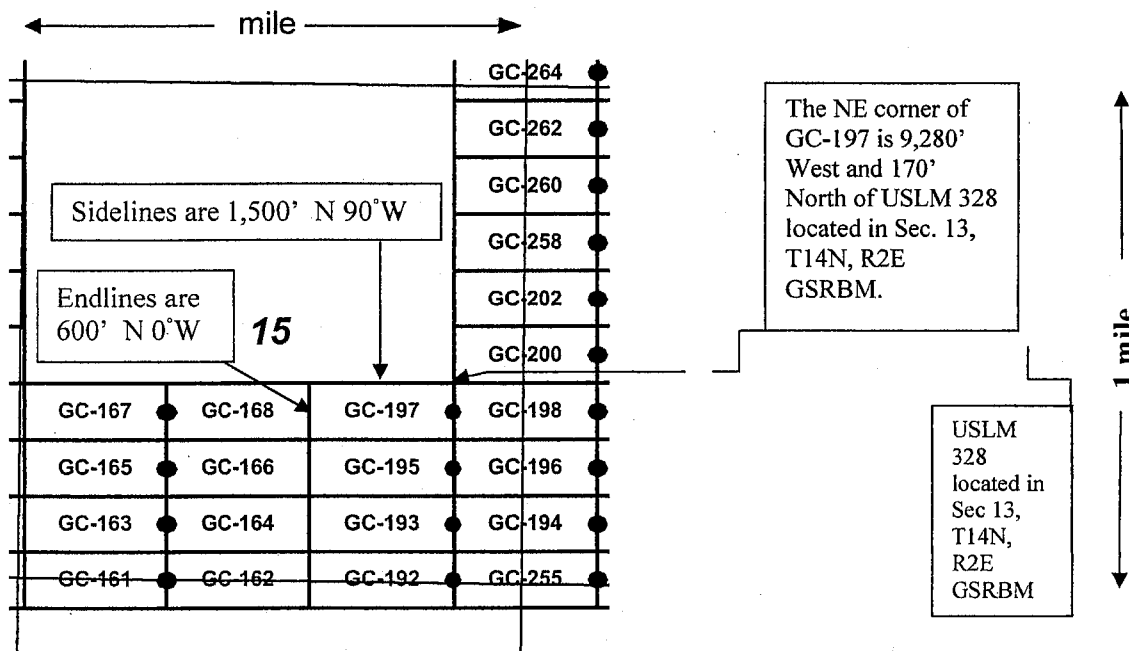 mile
GC-264
GC-262
GC-260
GC-258
GC-202
GC-200
Sidelines are 1,500' N 90°W
Endlines are
600' N 0°W
15
GC-167 GC-168 GC-197 GC-198
GC-165 GC-166 GC-195 GC-196
GC-163 GC-164 GC-193 GC-194
GC-161 GC-162 GC-192 GC-255
The NE corner of
GC-197 is 9,280'
West and 170'
North of USLM 328
located in Sec. 13,
T14N, R2E
GSRBM.
1 mile
USLM
328
located in
Sec 13,
T14N,
R2E
GSRBM